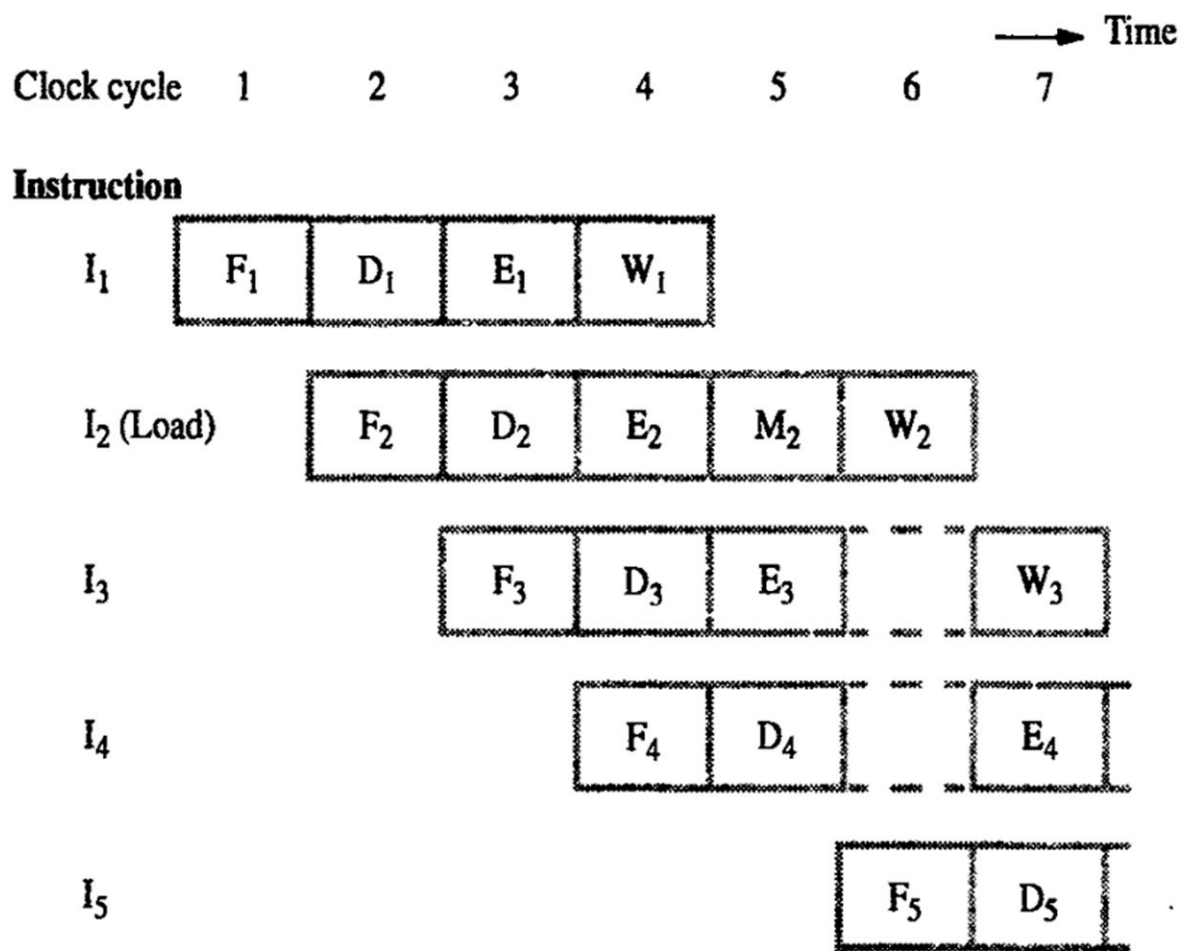 Time
Clock cycle 1 2 3 4 5 6 7
Instruction
I₁ F₁ D₁ E₁ W₁
I₂ (Load) F₂ D₂ E₂ M₂ W₂
I₃ F₃ D₃ E₃ W₃
I₄ F₄ D₄ E₄
I₅ F₅ D₅